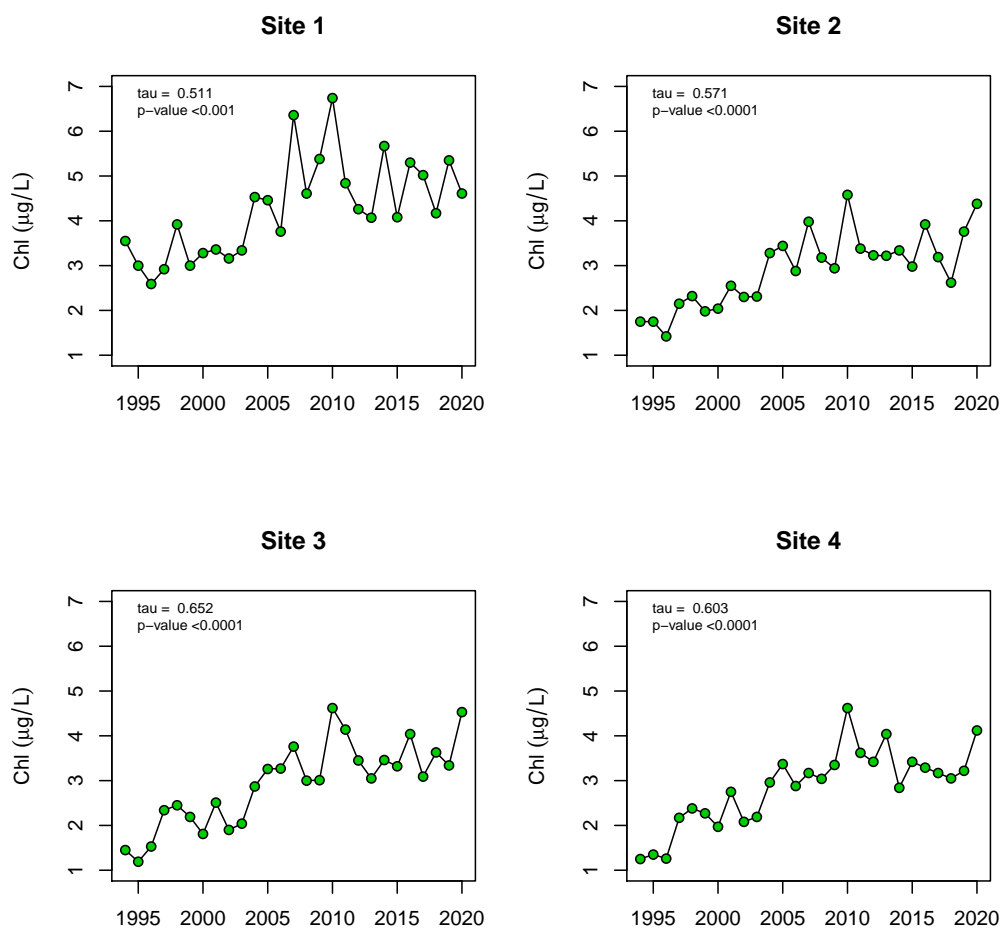 Site 1
tau =  0.511
p−value <0.001
Chl (μg/L)
7
6
5
4
3
2
1
1995 2000 2005 2010 2015 2020
Site 2
tau =  0.571
p−value <0.0001
Chl (μg/L)
7
6
5
4
3
2
1
1995 2000 2005 2010 2015 2020
Site 3
tau =  0.652
p−value <0.0001
Chl (μg/L)
7
6
5
4
3
2
1
1995 2000 2005 2010 2015 2020
Site 4
tau =  0.603
p−value <0.0001
Chl (μg/L)
7
6
5
4
3
2
1
1995 2000 2005 2010 2015 2020